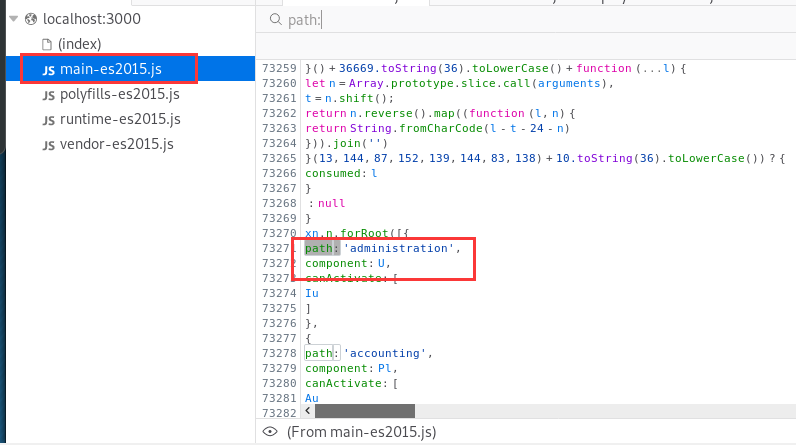 localhost:3000
path:
(index)
JS main-es2015.js
JS polyfills-es2015.js
JS runtime-es2015.js
JS vendor-es2015.js
73259 }() + 36669.toString(36).toLowerCase() + function (...l) {
73260 let n = Array.prototype.slice.call(arguments),
73261 t = n.shift();
73262 return n.reverse().map((function (l, n) {
73263 return String.fromCharCode(l - t - 24 - n)
73264 })).join('')
73265 }(13, 144, 87, 152, 139, 144, 83, 138) + 10.toString(36).toLowerCase()) ? {
73266 consumed: l
73267 }
73268 : null
73269 }
73270 xn.n.forRoot([{
73271 path: 'administration',
73272 component: U,
73273 canActivate: [
73274 Iu
73275 ]
73276 },
73277 {
73278 path: 'accounting',
73279 component: Pl,
73280 canActivate: [
73281 Au
73282
(From main-es2015.js)